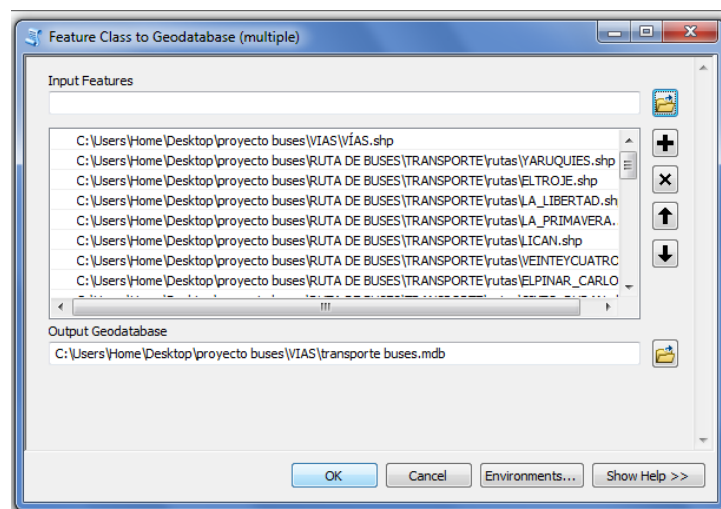 Feature Class to Geodatabase (multiple)
Input Features
C:\Users\Home\Desktop\proyecto buses\VIAS\VÍAS.shp
C:\Users\Home\Desktop\proyecto buses\RUTA DE BUSES\TRANSPORTE\rutas\YARUQUIES.shp
C:\Users\Home\Desktop\proyecto buses\RUTA DE BUSES\TRANSPORTE\rutas\ELTROJE.shp
C:\Users\Home\Desktop\proyecto buses\RUTA DE BUSES\TRANSPORTE\rutas\LA_LIBERTAD.sh
C:\Users\Home\Desktop\proyecto buses\RUTA DE BUSES\TRANSPORTE\rutas\LA_PRIMAVERA.
C:\Users\Home\Desktop\proyecto buses\RUTA DE BUSES\TRANSPORTE\rutas\LICAN.shp
C:\Users\Home\Desktop\proyecto buses\RUTA DE BUSES\TRANSPORTE\rutas\VEINTEYCUATRO
C:\Users\Home\Desktop\proyecto buses\RUTA DE BUSES\TRANSPORTE\rutas\ELPINAR_CARLO
Output Geodatabase
C:\Users\Home\Desktop\proyecto buses\VIAS\transporte buses.mdb
OK
Cancel
Environments...
Show Help >>